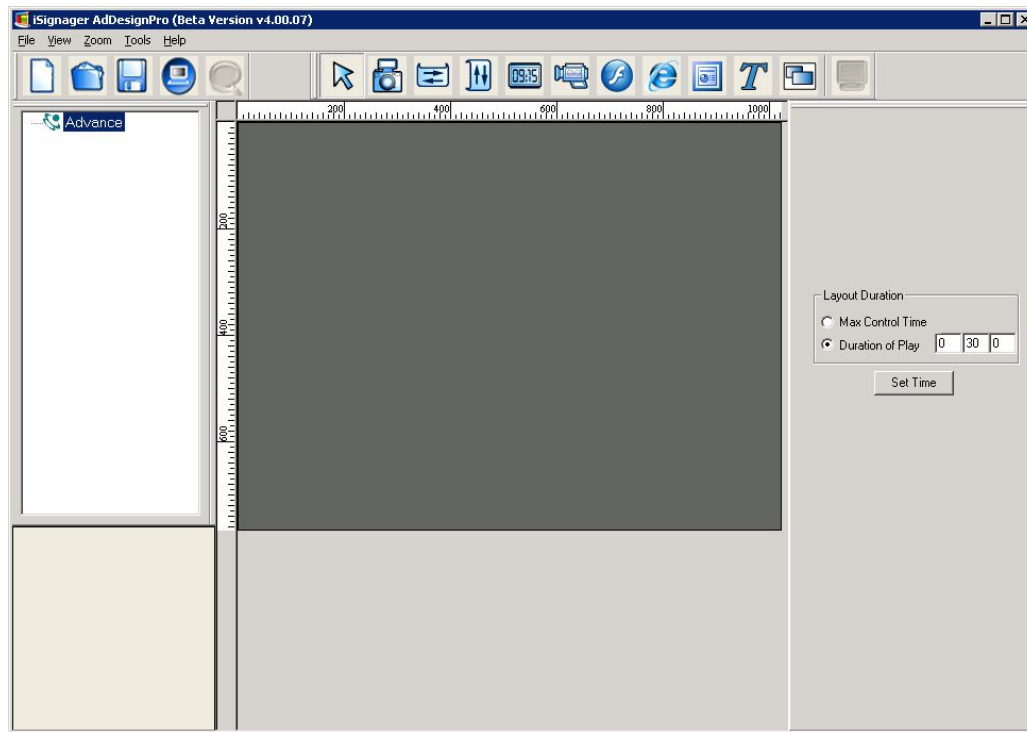 iSignager AdDesignPro (Beta Version v4.00.07)
File View Zoom Tools Help
09:15
T
Advance
200 400 600 800 1000
200
400
600
Layout Duration
Max Control Time
Duration of Play 0 30 0
Set Time